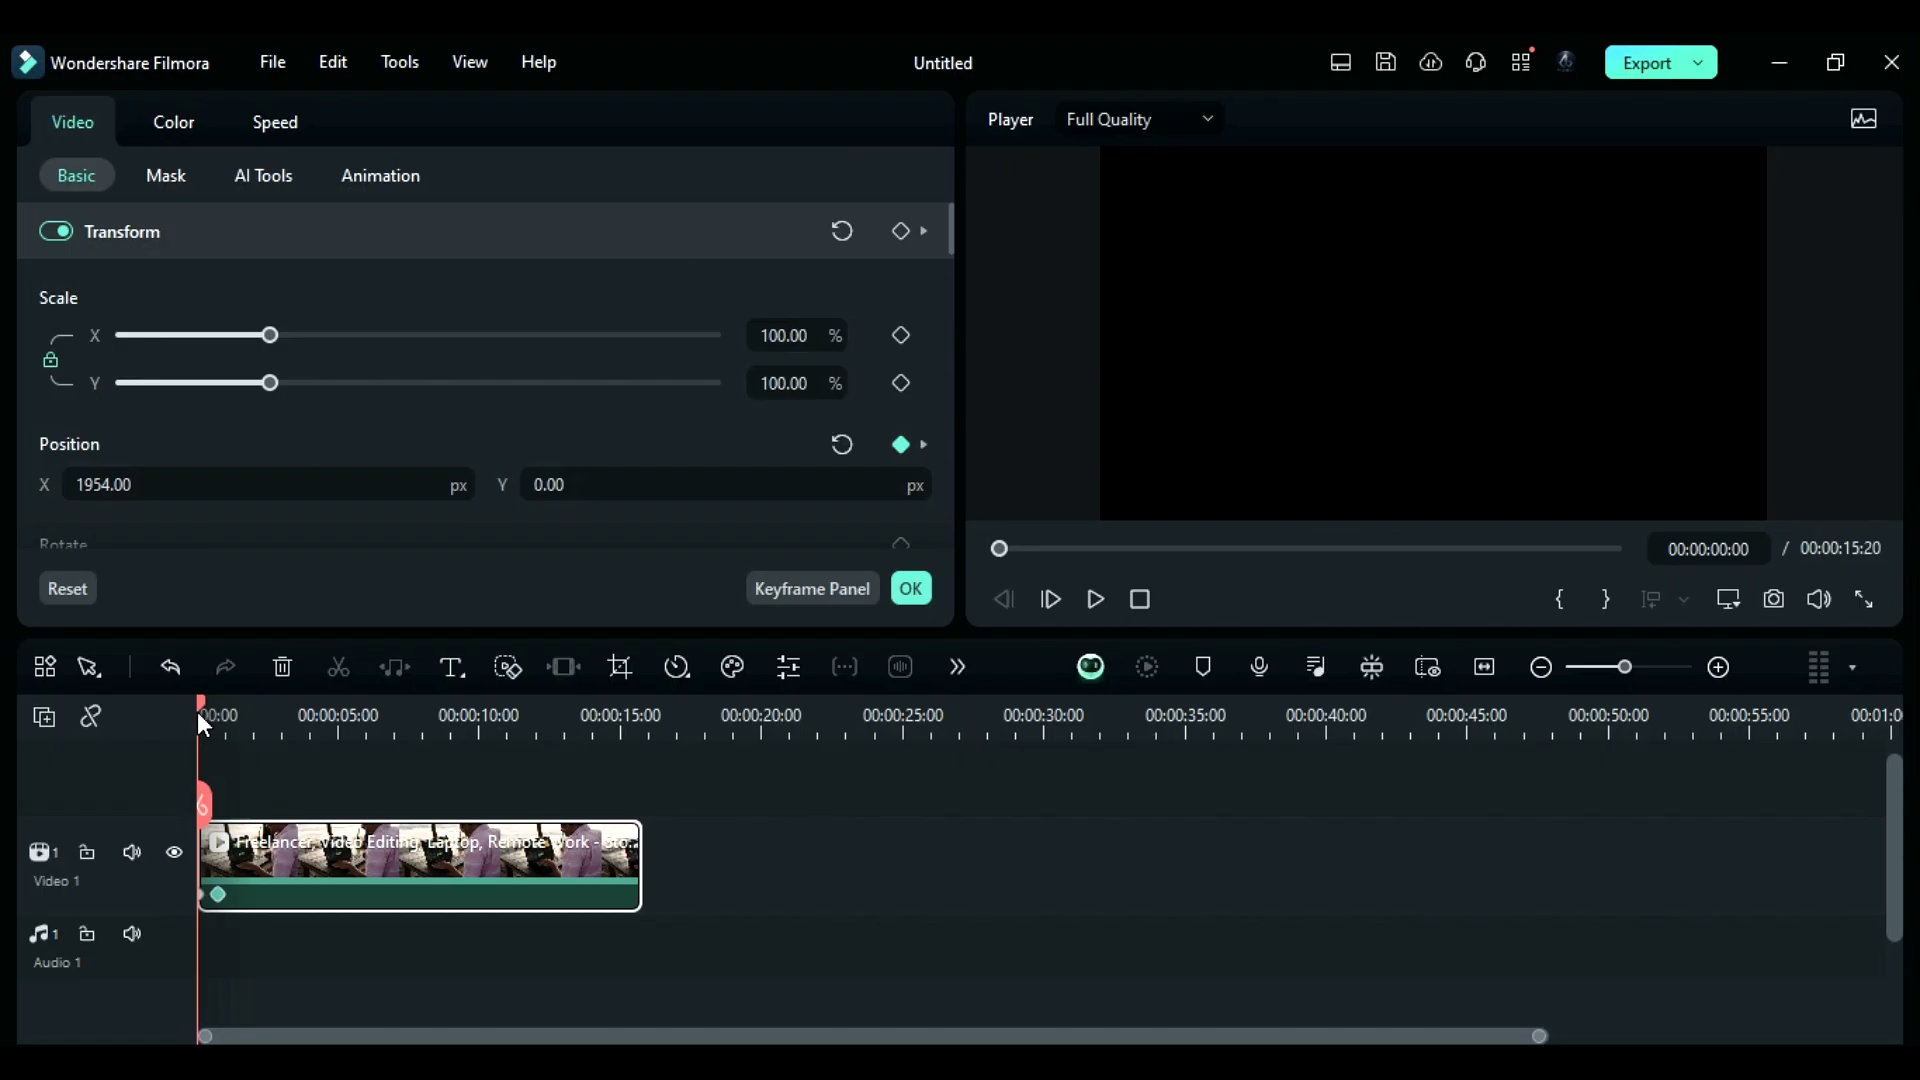 Wondershare Filmora File Edit Tools View Help Untitled Export
Video Color Speed
Player Full Quality
Basic Mask AI Tools Animation
Transform
Scale
X 100.00 %
Y 100.00 %
Position
X 1954.00 px Y 0.00 px
Rotate
00:00:00:00 / 00:00:15:20
Reset Keyframe Panel OK
00:00 00:00:05:00 00:00:10:00 00:00:15:00 00:00:20:00 00:00:25:00 00:00:30:00 00:00:35:00 00:00:40:00 00:00:45:00 00:00:50:00 00:00:55:00 00:01:0
Freelancer, Video Editing, Laptop, Remote Work - Sto..
1
Video 1
1
Audio 1